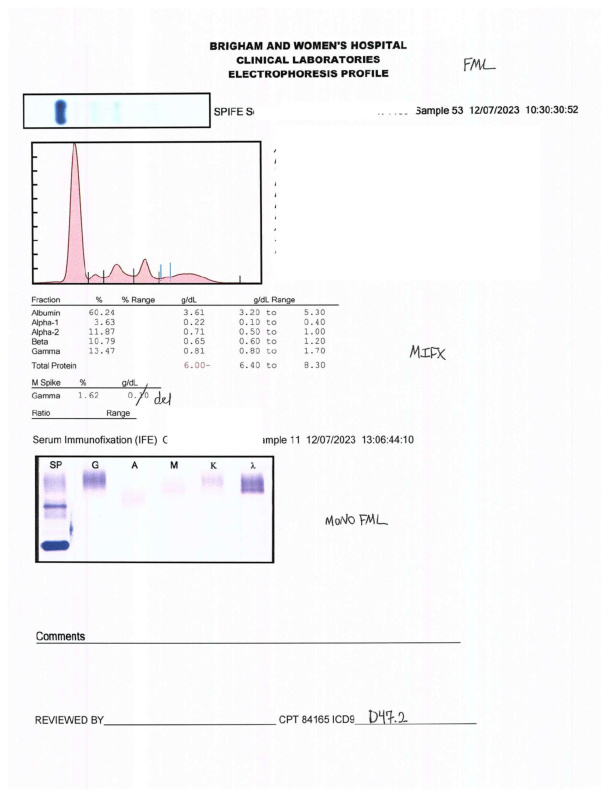 BRIGHAM AND WOMEN'S HOSPITAL
CLINICAL LABORATORIES
ELECTROPHORESIS PROFILE
FML
SPIFE Sample 53 12/07/2023 10:30:30:52
Fraction % % Range g/dL g/dL Range
Albumin 60.24 3.61 3.20 to 5.30
Alpha-1 3.63 0.22 0.10 to 0.40
Alpha-2 11.87 0.71 0.50 to 1.00
Beta 10.79 0.65 0.60 to 1.20
Gamma 13.47 0.81 0.80 to 1.70
Total Protein 6.00- 6.40 to 8.30
MIFX
M Spike % g/dL
Gamma 1.62 0.10 del
Ratio Range
Serum Immunofixation (IFE) 11 12/07/2023 13:06:44:10
SP G A M K λ
MONO FML
Comments
REVIEWED BY CPT 84165 ICD9 D47.2